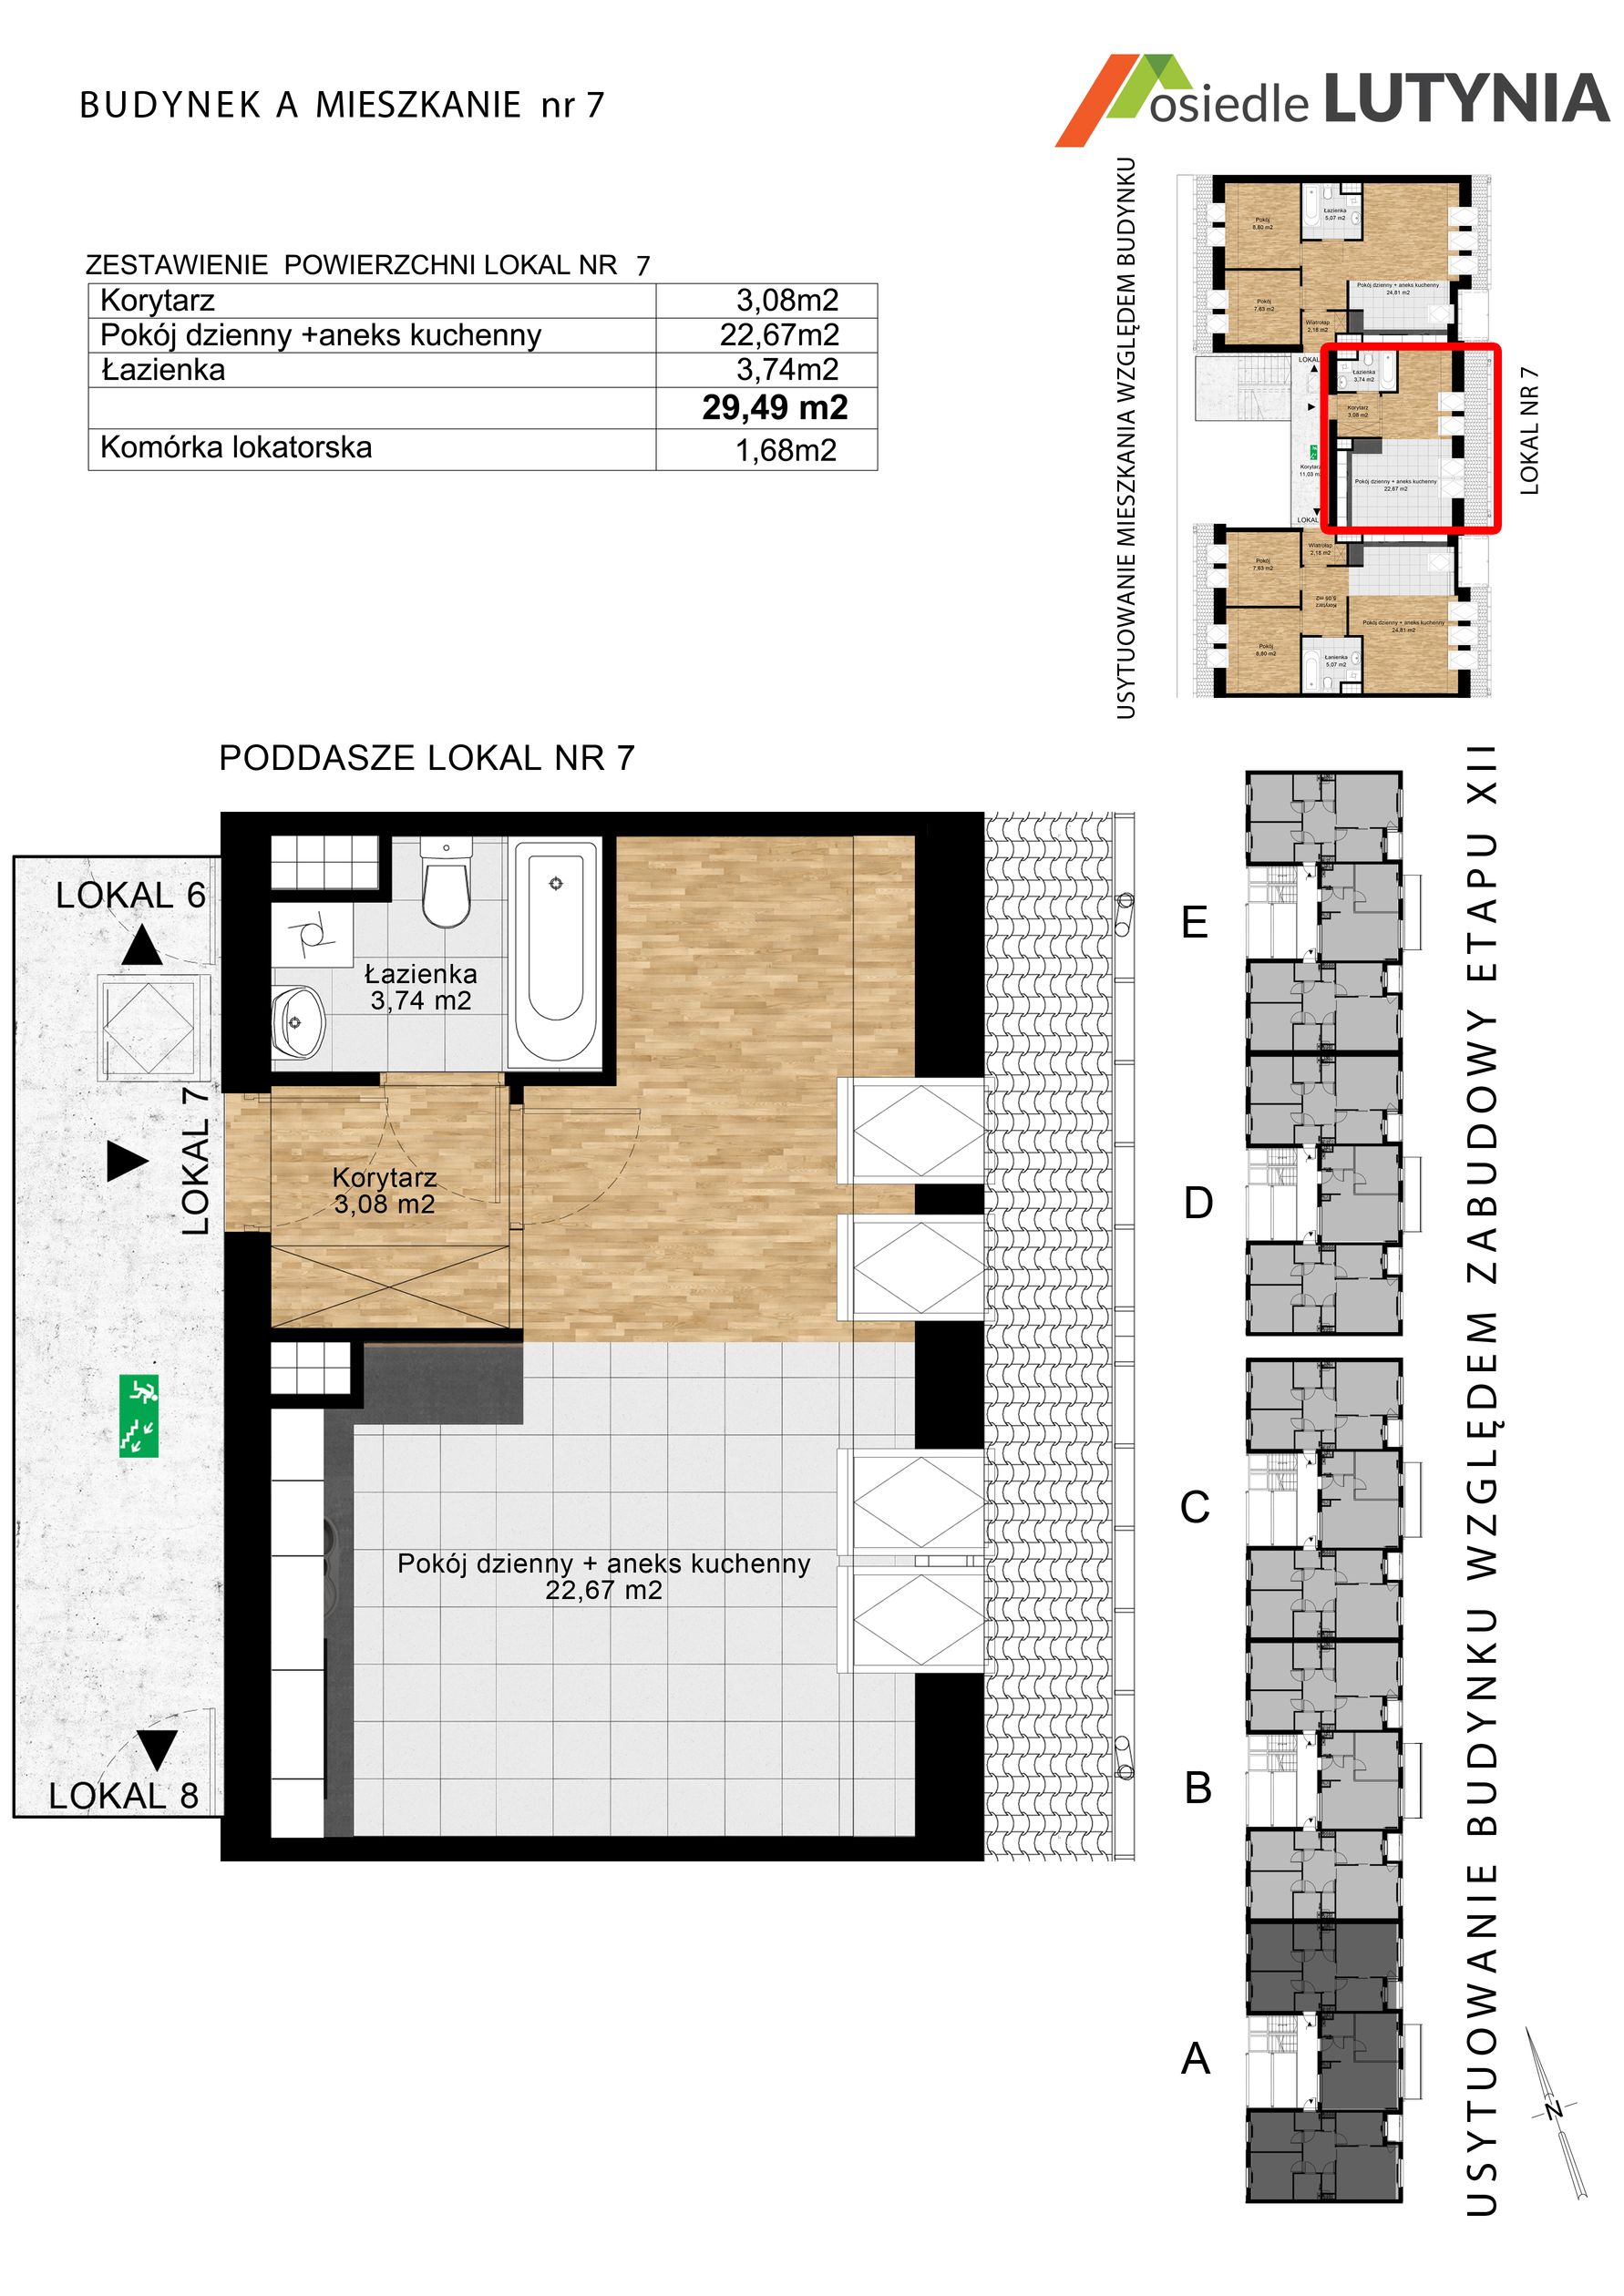 BUDYNEK A MIESZKANIE nr 7
osiedle LUTYNIA
ZESTAWIENIE POWIERZCHNI LOKAL NR 7
Korytarz 3,08m2
Pokój dzienny +aneks kuchenny 22,67m2
Łazienka 3,74m2
29,49 m2
Komórka lokatorska 1,68m2
USYTUOWANIE MIESZKANIA WZGLĘDEM BUDYNKU
Pokój
8,80 m2
Łazienka
5,07 m2
Pokój
7,63 m2
Pokój dzienny + aneks kuchenny
24,81 m2
Wiatrołap
2,18 m2
LOKAL
Łazienka
3,74 m2
Korytarz
3,08 m2
Korytarz
11,03 m
Pokój dzienny + aneks kuchenny
22,67 m2
LOKAL
LOKAL NR 7
Wiatrołap
2,18 m2
Pokój
7,63 m2
Korytarz
Pokój dzienny + aneks kuchenny
24,81 m2
Pokój
8,80 m2
Łazienka
5,07 m2
PODDASZE LOKAL NR 7
LOKAL 6
LOKAL 7
LOKAL 8
Łazienka
3,74 m2
Korytarz
3,08 m2
Pokój dzienny + aneks kuchenny
22,67 m2
E
D
C
B
A
USYTUOWANIE BUDYNKU WZGLĘDEM ZABUDOWY ETAPU XII
N